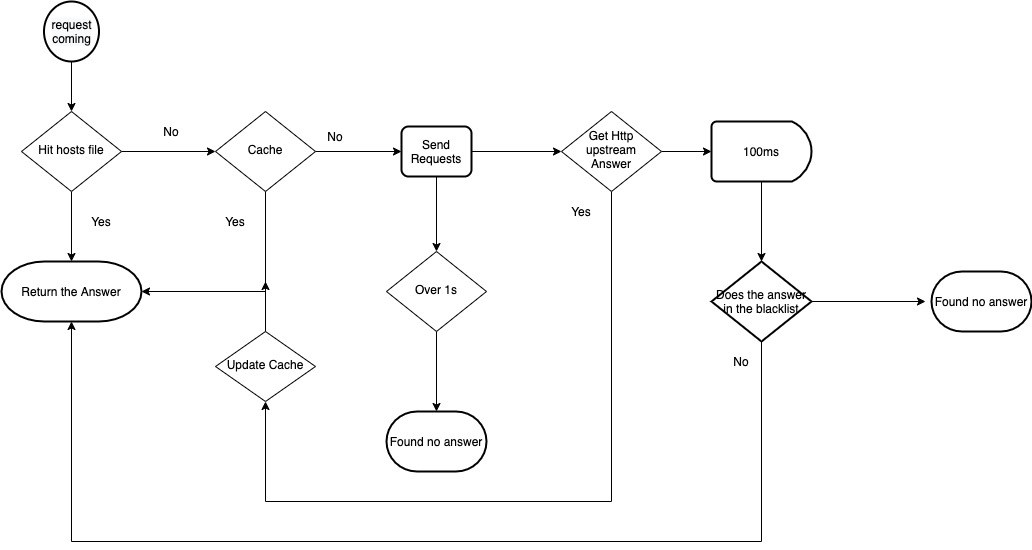 request
coming
Hit hosts file
No
Cache
No
Send
Requests
Get Http
upstream
Answer
100ms
Yes
Yes
Yes
Return the Answer
Over 1s
Does the answer
in the blacklist
Found no answer
Update Cache
No
Found no answer